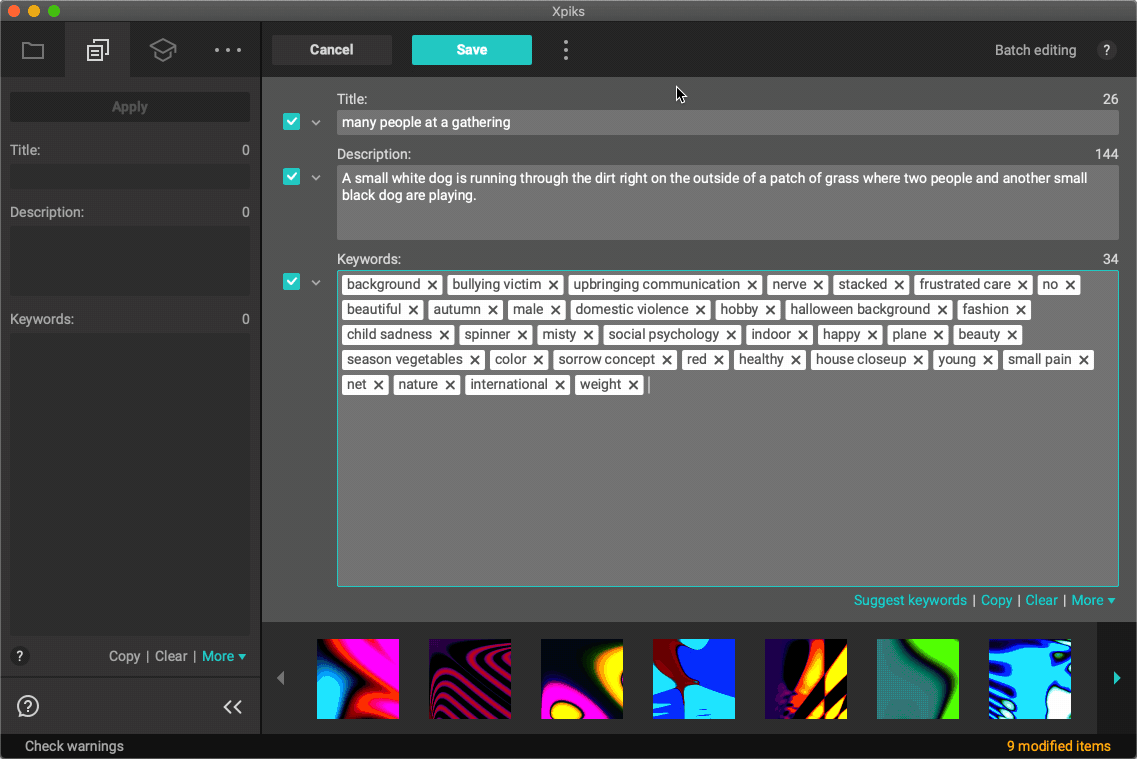 Xpiks
Cancel Save Batch editing ?
Apply
Title: 0
Description: 0
Keywords: 0
Title: 26
many people at a gathering
Description: 144
A small white dog is running through the dirt right on the outside of a patch of grass where two people and another small
black dog are playing.
Keywords: 34
background bullying victim upbringing communication nerve stacked frustrated care no
beautiful autumn male domestic violence hobby halloween background fashion
child sadness spinner misty social psychology indoor happy plane beauty
season vegetables color sorrow concept red healthy house closeup young small pain
net nature international weight
Suggest keywords | Copy | Clear | More
? Copy | Clear | More
?
Check warnings 9 modified items